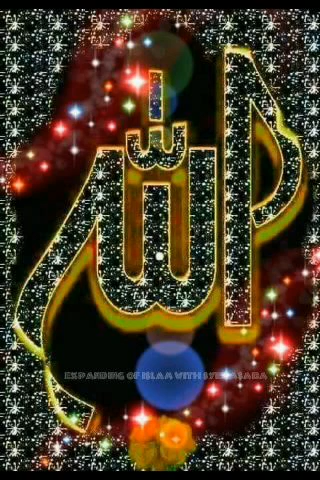 الله
EXPANDING OF ISLAM WITH